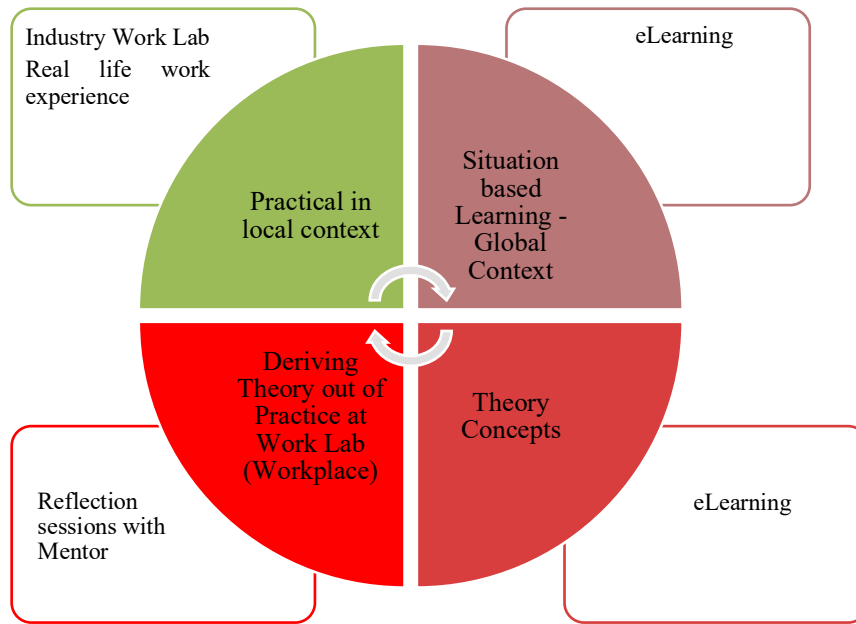 Industry Work Lab
Real life work
experience
eLearning
Practical in
local context
Situation
based
Learning -
Global
Context
Deriving
Theory out of
Practice at
Work Lab
(Workplace)
Theory
Concepts
Reflection
sessions with
Mentor
eLearning